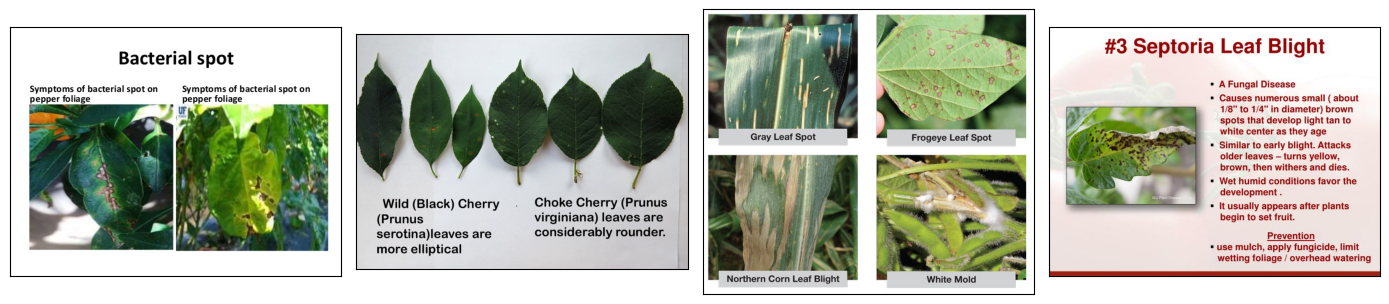 Bacterial spot
Symptoms of bacterial spot on
pepper foliage
Symptoms of bacterial spot on
pepper foliage
UF
Wild (Black) Cherry
(Prunus
serotina)leaves are
more elliptical
Choke Cherry (Prunus
virginiana) leaves are
considerably rounder.
Gray Leaf Spot
Frogeye Leaf Spot
Northern Corn Leaf Blight
White Mold
#3 Septoria Leaf Blight
▪ A Fungal Disease
▪ Causes numerous small ( about
1/8" to 1/4" in diameter) brown
spots that develop light tan to
white center as they age
▪ Similar to early blight. Attacks
older leaves – turns yellow,
brown, then withers and dies.
▪ Wet humid conditions favor the
development .
▪ It usually appears after plants
begin to set fruit.
Prevention
▪ use mulch, apply fungicide, limit
wetting foliage / overhead watering